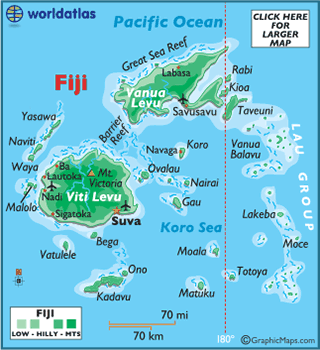 worldatlas
Pacific Ocean
CLICK HERE
FOR
LARGER
MAP
Great Sea Reef
Labasa
Fiji
Vanua
Levu
Rabi
Kioa
Savusavu
Taveuni
Yasawa
Barrier
Reef
Naviti
Navaga
Koro
Vanua
Balavu
LAU GROUP
Waya
Ba
Lautoka
Mt.
Victoria
Ovalau
Nadi
Nairai
Malolo
Viti Levu
Gau
Sigatoka
Suva
Lakeba
Koro Sea
Bega
Moala
Moce
Vatulele
Ono
Totoya
Kadavu
Matuku
FIJI
LOW - HILLY - MTS
70 mi
70 km
180°
©GraphicMaps.com